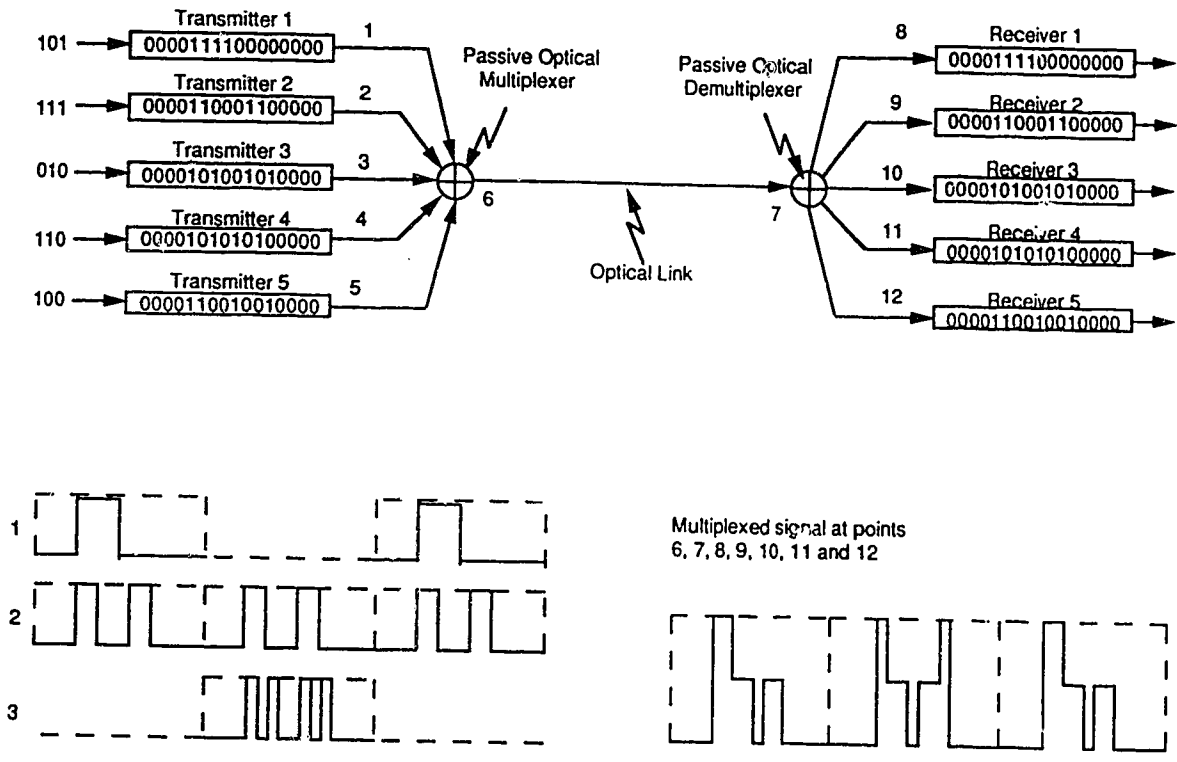 Transmitter 1
101
0000111100000000
1
Transmitter 2
111
0000110001100000
2
Transmitter 3
010
0000101001010000
3
Transmitter 4
110
0000101010100000
4
Transmitter 5
100
0000110010010000
5
Passive Optical
Multiplexer
6
Optical Link
Passive Optical
Demultiplexer
7
8
Receiver 1
0000111100000000
9
Receiver 2
0000110001100000
10
Receiver 3
0000101001010000
11
Receiver 4
0000101010100000
12
Receiver 5
0000110010010000
1
2
3
Multiplexed signal at points
6, 7, 8, 9, 10, 11 and 12